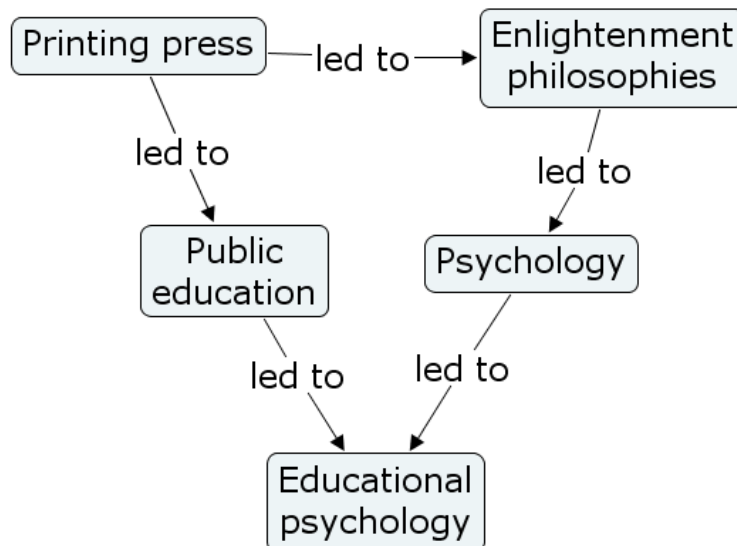 Printing press
led to
Enlightenment
philosophies
led to
led to
Public
education
Psychology
led to
led to
Educational
psychology